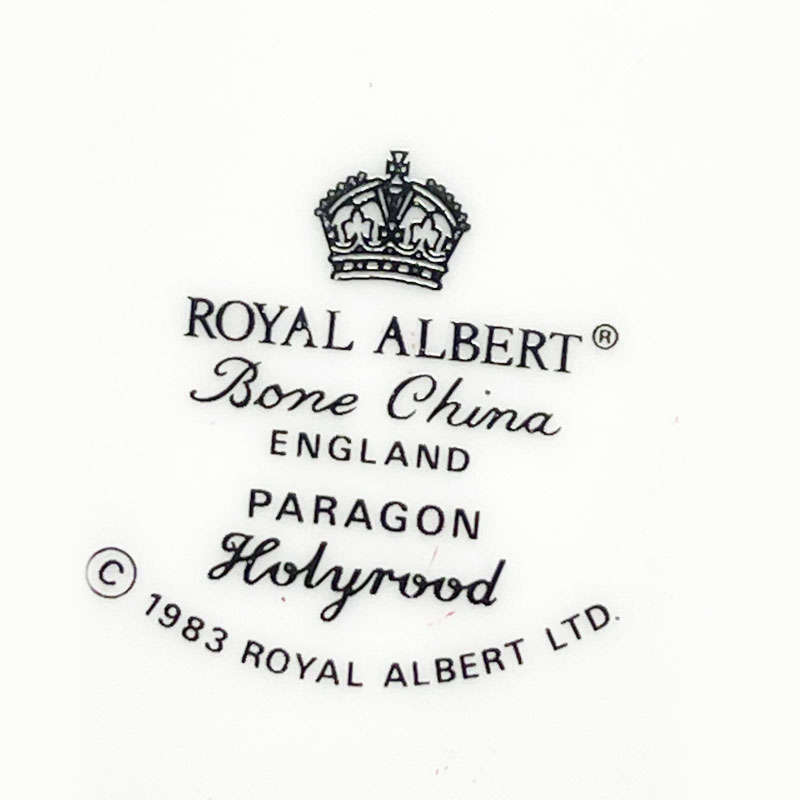 ROYAL ALBERT®
Bone China
ENGLAND
PARAGON
Holyrood
© 1983 ROYAL ALBERT LTD.